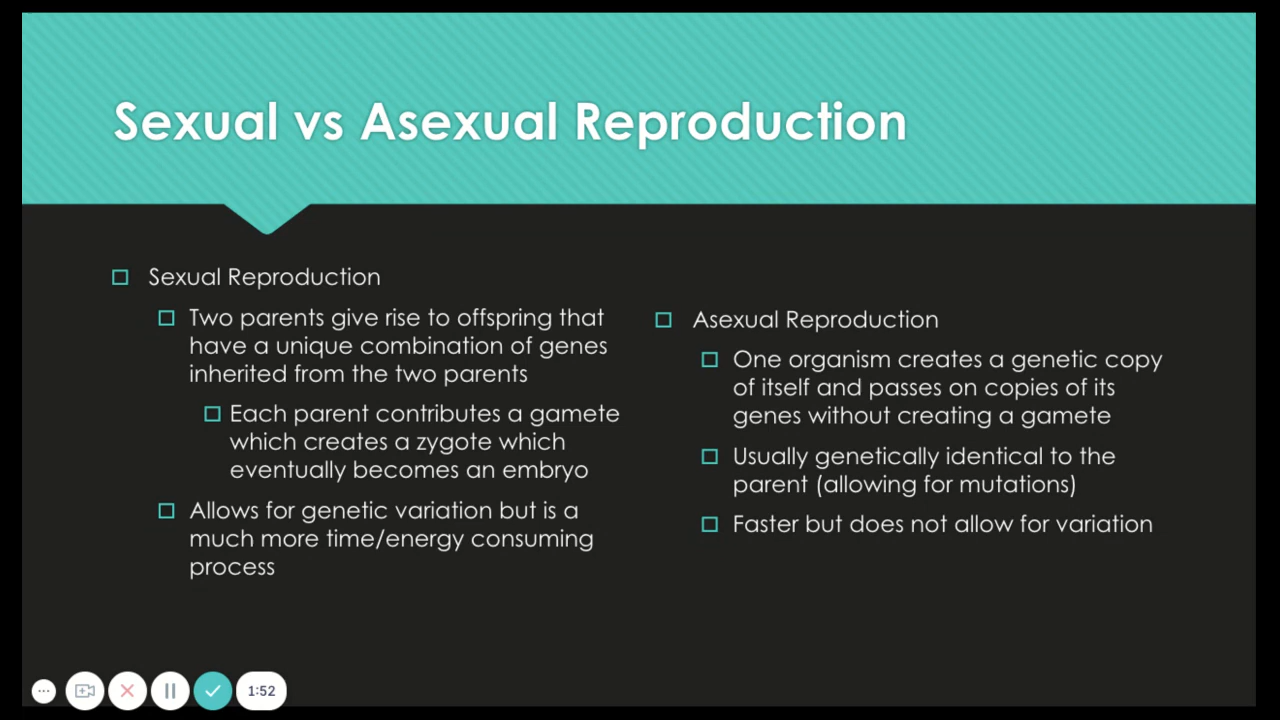 Sexual vs Asexual Reproduction
Sexual Reproduction
Two parents give rise to offspring that
have a unique combination of genes
inherited from the two parents
Each parent contributes a gamete
which creates a zygote which
eventually becomes an embryo
Allows for genetic variation but is a
much more time/energy consuming
process
Asexual Reproduction
One organism creates a genetic copy
of itself and passes on copies of its
genes without creating a gamete
Usually genetically identical to the
parent (allowing for mutations)
Faster but does not allow for variation
1:52